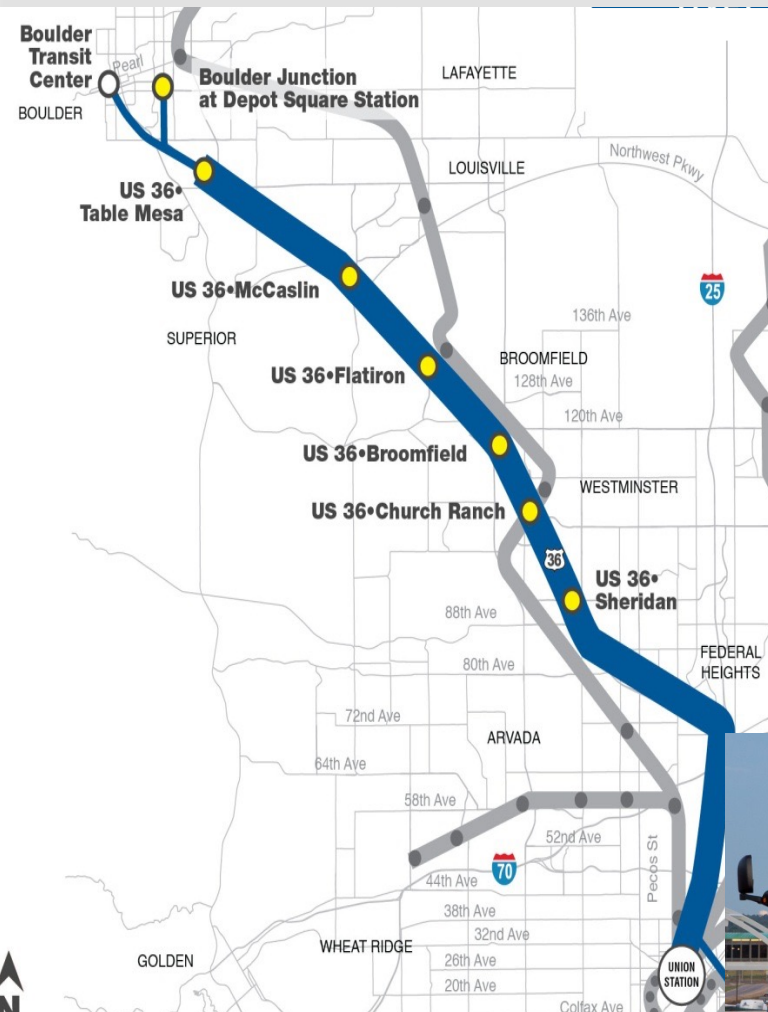 Boulder
Transit
Center
Pearl
Boulder Junction
at Depot Square Station
LAFAYETTE
BOULDER
Northwest Pkwy
LOUISVILLE
US 36•
Table Mesa
US 36•McCaslin
25
136th Ave
SUPERIOR
BROOMFIELD
US 36•Flatiron
128th Ave
120th Ave
US 36•Broomfield
WESTMINSTER
US 36•Church Ranch
36
US 36•
Sheridan
88th Ave
FEDERAL
HEIGHTS
80th Ave
72nd Ave
ARVADA
64th Ave
58th Ave
52nd Ave
Pecos St
70
44th Ave
38th Ave
32nd Ave
WHEAT RIDGE
GOLDEN
26th Ave
UNION
STATION
20th Ave
N
Colfax Ave